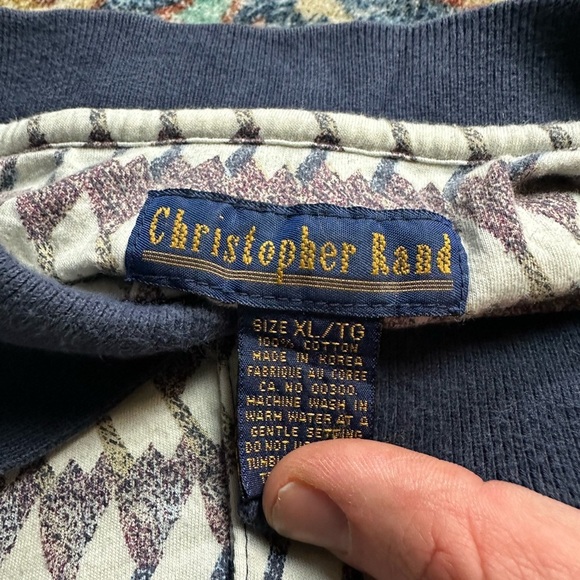 Christopher Rand
SIZE XL/TG
100% COTTON
MADE IN KOREA
FABRIQUE AU COREE
CA. NO 00300.
MACHINE WASH IN
WARM WATER AT A
GENTLE SETTING
DO NOT